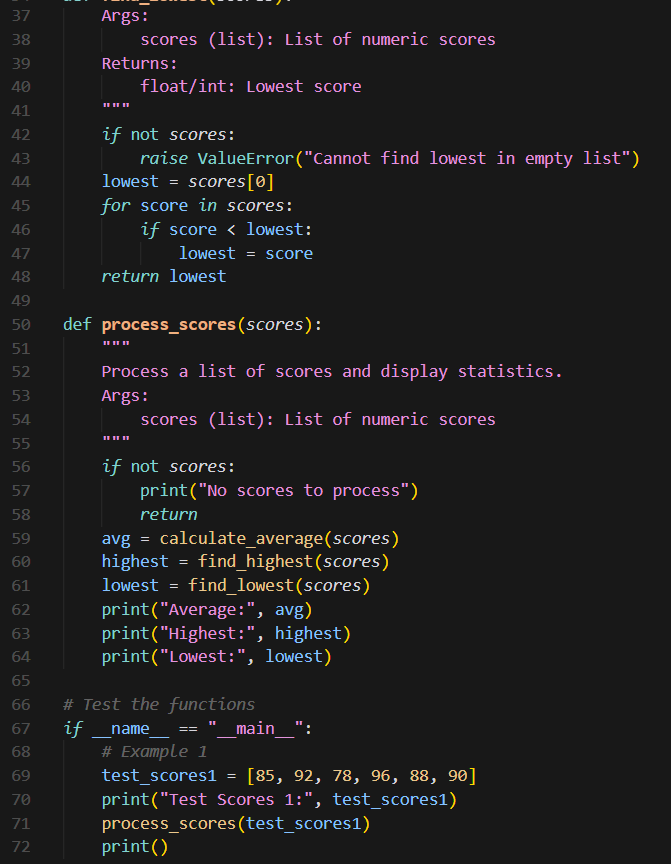 37 Args:
38 scores (list): List of numeric scores
39 Returns:
40 float/int: Lowest score
41 """
42 if not scores:
43 raise ValueError("Cannot find lowest in empty list")
44 lowest = scores[0]
45 for score in scores:
46 if score < lowest:
47 lowest = score
48 return lowest
49
50 def process_scores(scores):
51 """
52 Process a list of scores and display statistics.
53 Args:
54 scores (list): List of numeric scores
55 """
56 if not scores:
57 print("No scores to process")
58 return
59 avg = calculate_average(scores)
60 highest = find_highest(scores)
61 lowest = find_lowest(scores)
62 print("Average:", avg)
63 print("Highest:", highest)
64 print("Lowest:", lowest)
65
66 # Test the functions
67 if __name__ == "__main__":
68 # Example 1
69 test_scores1 = [85, 92, 78, 96, 88, 90]
70 print("Test Scores 1:", test_scores1)
71 process_scores(test_scores1)
72 print()